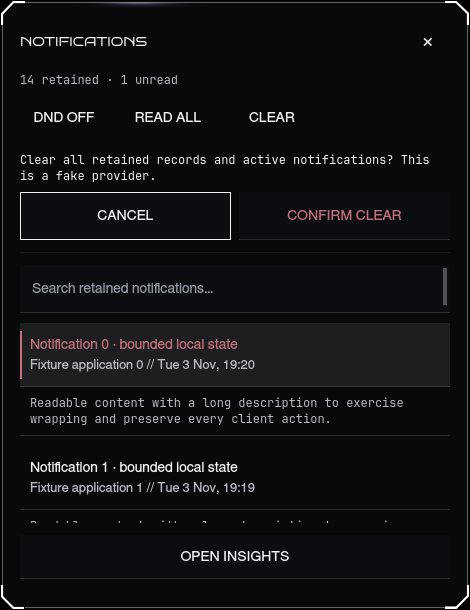 NOTIFICATIONS ×
14 retained · 1 unread
DND OFF READ ALL CLEAR
Clear all retained records and active notifications? This
is a fake provider.
CANCEL CONFIRM CLEAR
Search retained notifications...
Notification 0 · bounded local state
Fixture application 0 // Tue 3 Nov, 19:20
Readable content with a long description to exercise
wrapping and preserve every client action.
Notification 1 · bounded local state
Fixture application 1 // Tue 3 Nov, 19:19
OPEN INSIGHTS